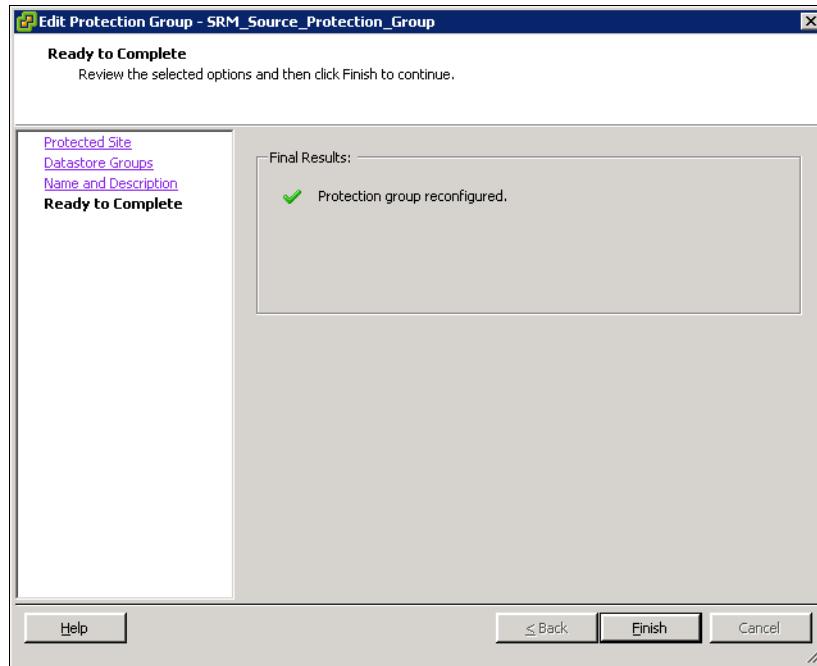 Edit Protection Group - SRM_Source_Protection_Group
Ready to Complete
Review the selected options and then click Finish to continue.
Protected Site
Datastore Groups
Name and Description
Ready to Complete
Final Results:
Protection group reconfigured.
Help
≤ Back
Finish
Cancel